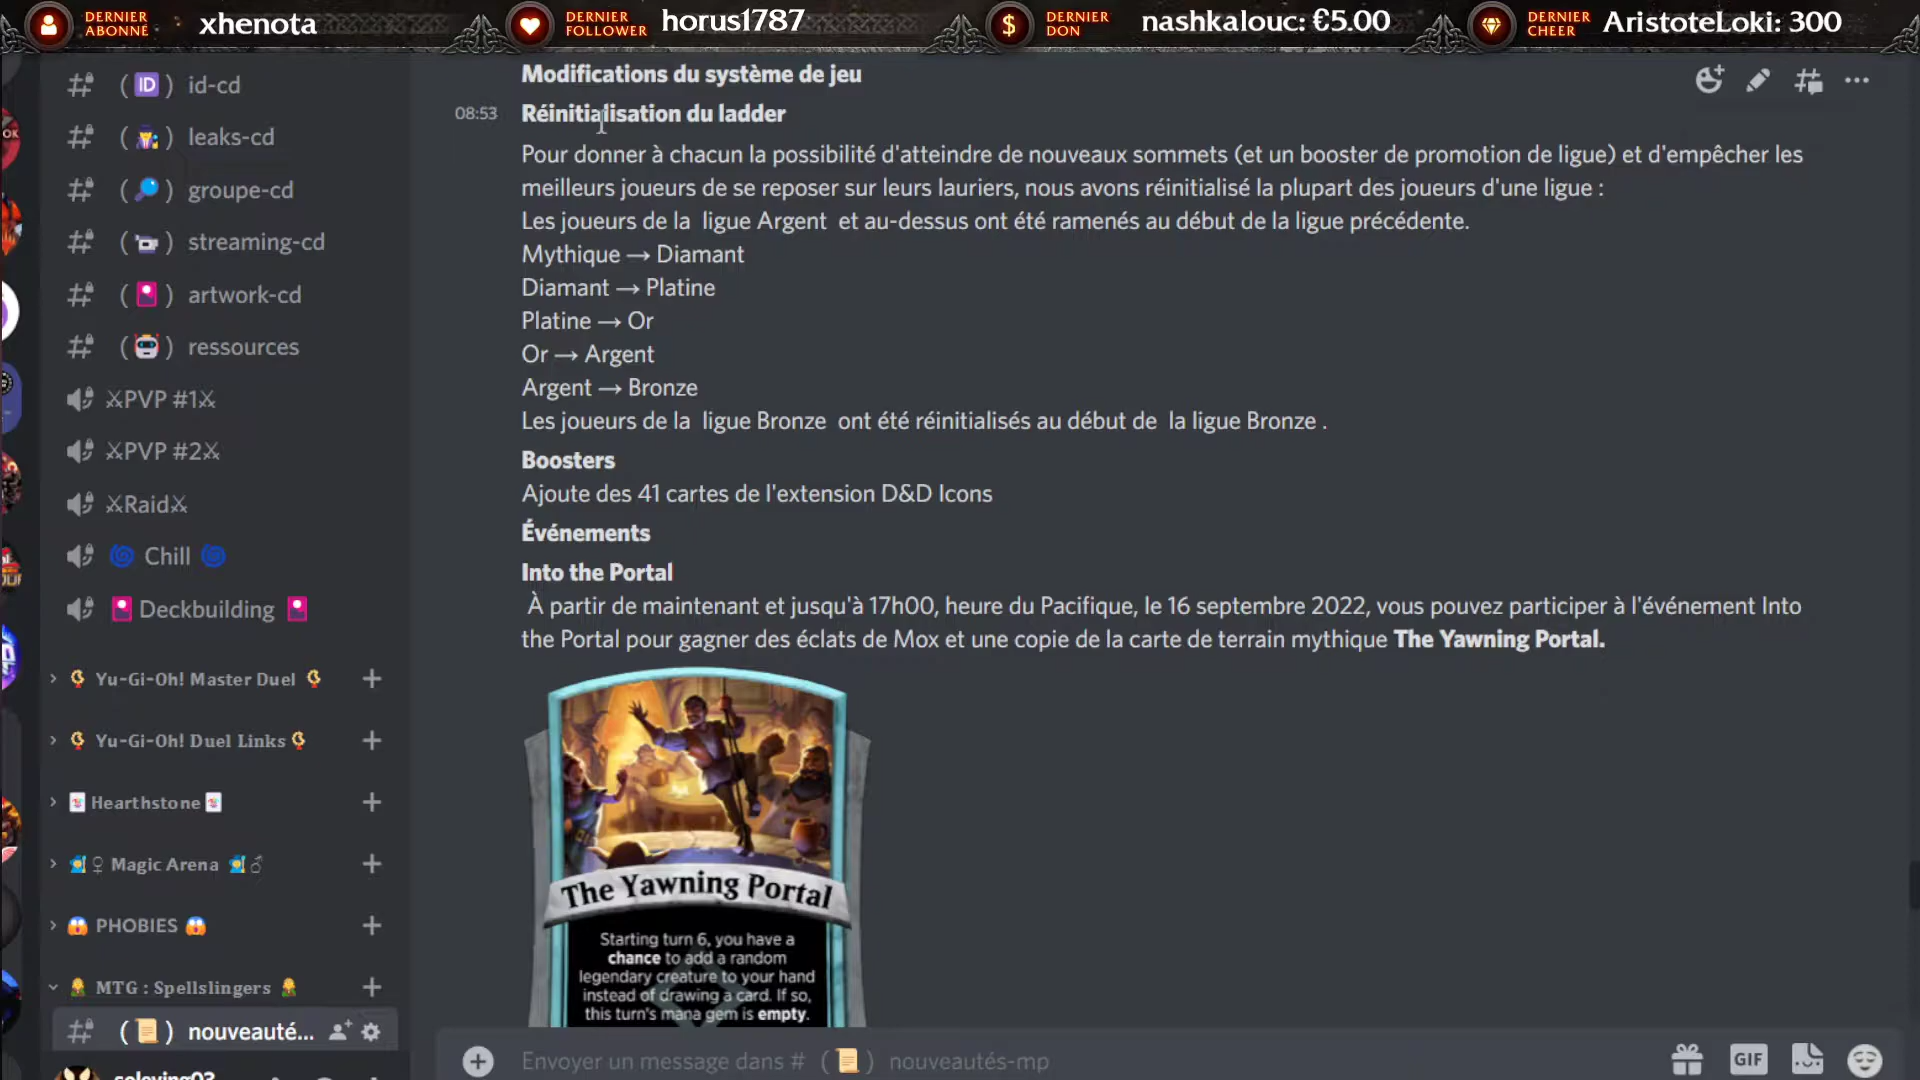 DERNIER ABONNE xhenota DERNIER FOLLOWER horus1787 DERNIER DON nashkalouc: €5.00 DERNIER CHEER AristoteLoki: 300
id-cd
leaks-cd
groupe-cd
streaming-cd
artwork-cd
ressources
PVP #1
PVP #2
Raid
Chill
Deckbuilding
Yu-Gi-Oh! Master Duel
Yu-Gi-Oh! Duel Links
Hearthstone
Magic Arena
PHOBIES
MTG : Spellslingers
nouveauté...
Modifications du système de jeu
08:53 Réinitialisation du ladder
Pour donner à chacun la possibilité d'atteindre de nouveaux sommets (et un booster de promotion de ligue) et d'empêcher les
meilleurs joueurs de se reposer sur leurs lauriers, nous avons réinitialisé la plupart des joueurs d'une ligue :
Les joueurs de la ligue Argent et au-dessus ont été ramenés au début de la ligue précédente.
Mythique → Diamant
Diamant → Platine
Platine → Or
Or → Argent
Argent → Bronze
Les joueurs de la ligue Bronze ont été réinitialisés au début de la ligue Bronze .
Boosters
Ajoute des 41 cartes de l'extension D&D Icons
Événements
Into the Portal
À partir de maintenant et jusqu'à 17h00, heure du Pacifique, le 16 septembre 2022, vous pouvez participer à l'événement Into
the Portal pour gagner des éclats de Mox et une copie de la carte de terrain mythique The Yawning Portal.
The Yawning Portal
Starting turn 6, you have a
chance to add a random
legendary creature to your hand
instead of drawing a card. If so,
this turn's mana gem is empty.
Envoyer un message dans # ( ) nouveautés-mp
GIF